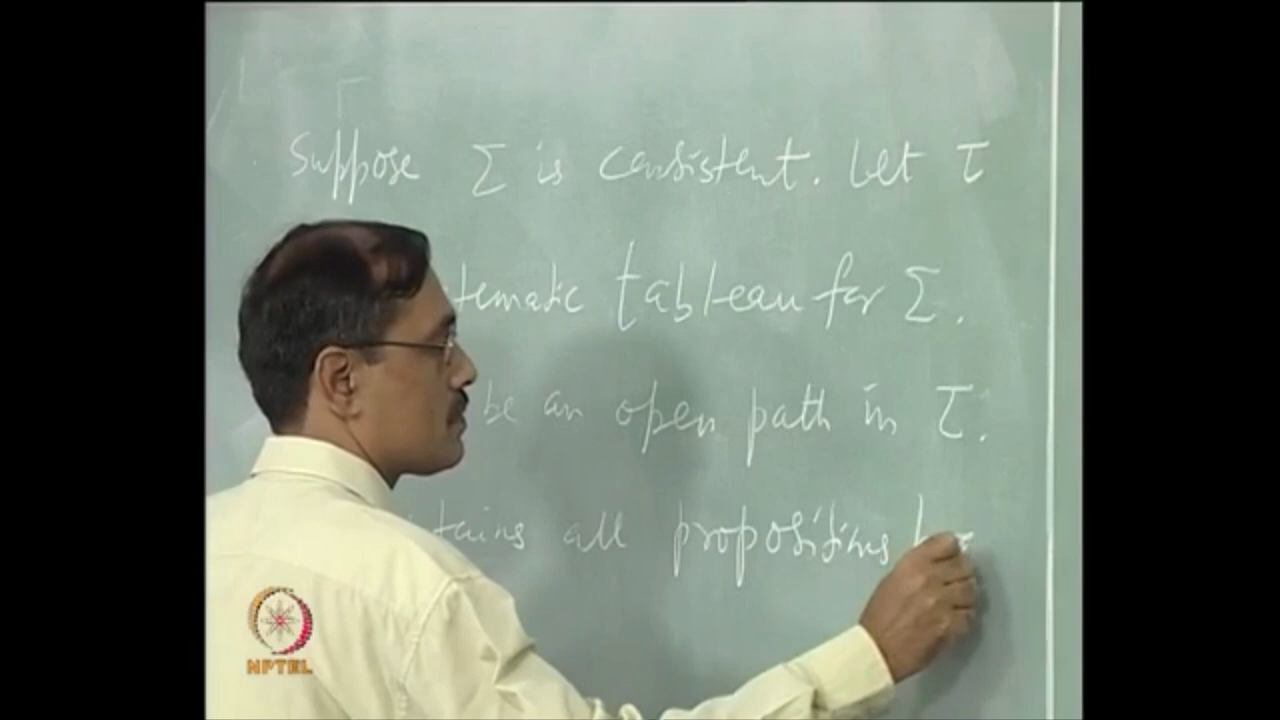 Suppose Σ is consistent. Let τ
tematic tableau for Σ.
be an open path in τ.
tains all propositions
NPTEL